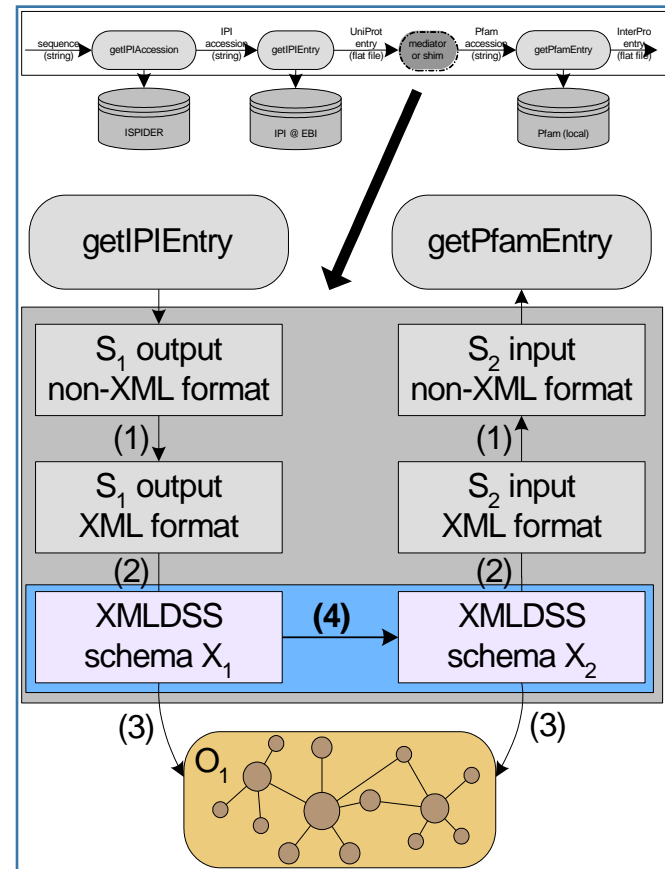 sequence
(string)
getIPIAccession
IPI
accession
(string)
getIPIEntry
UniProt
entry
(flat file)
mediator
or shim
Pfam
accession
(string)
getPfamEntry
InterPro
entry
(flat file)
ISPIDER
IPI @ EBI
Pfam (local)
getIPIEntry
getPfamEntry
S₁ output
non-XML format
S₂ input
non-XML format
(1)
(1)
S₁ output
XML format
S₂ input
XML format
(2)
(2)
XMLDSS
schema X₁
(4)
XMLDSS
schema X₂
(3)
(3)
O₁